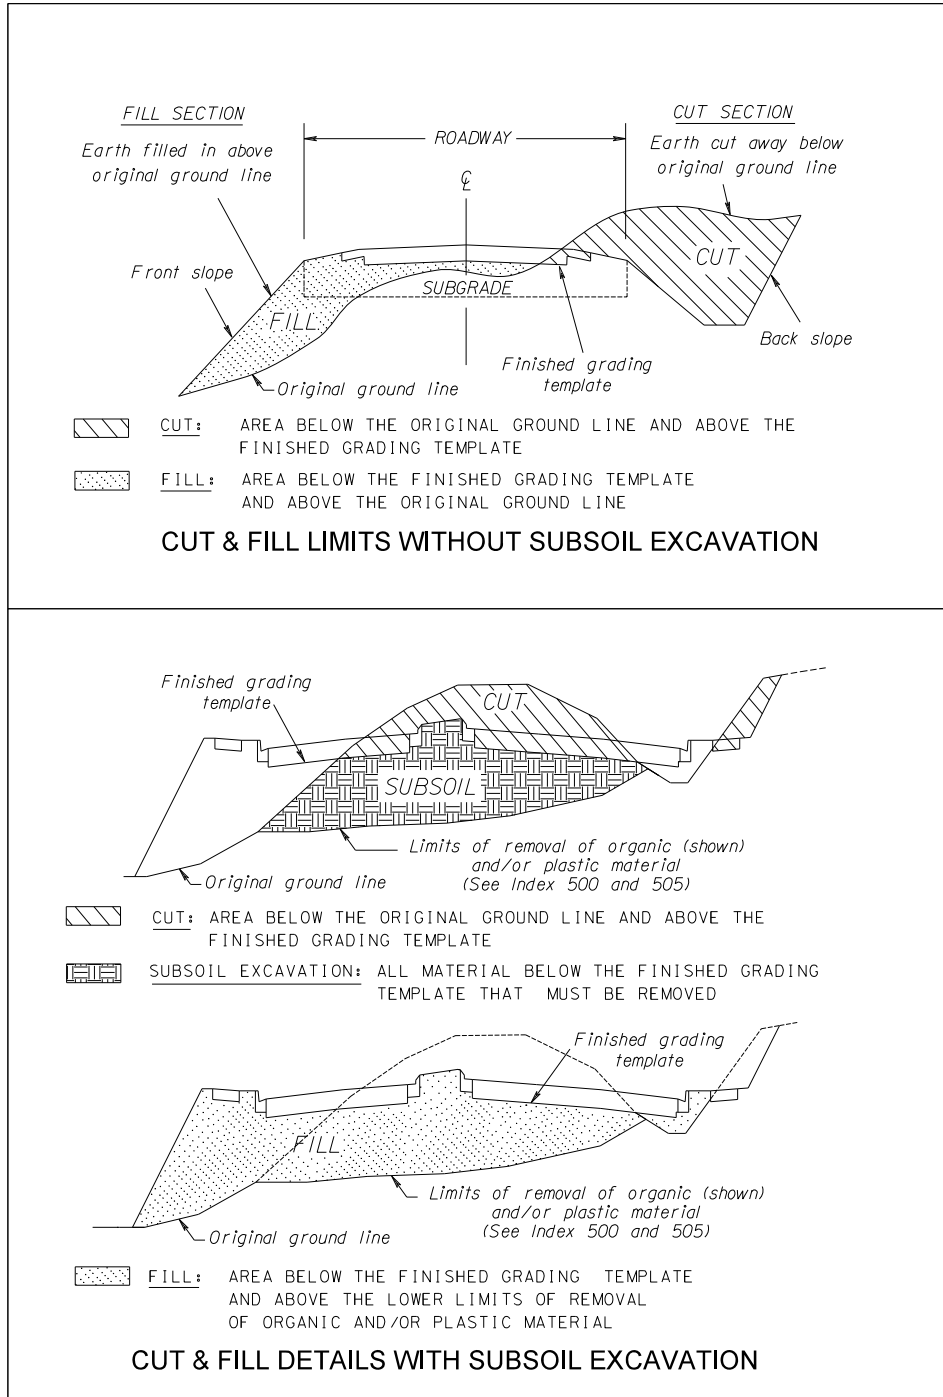 FILL SECTION
Earth filled in above
original ground line
ROADWAY
CUT SECTION
Earth cut away below
original ground line
℄
Front slope
CUT
SUBGRADE
FILL
Back slope
Finished grading
template
Original ground line
CUT: AREA BELOW THE ORIGINAL GROUND LINE AND ABOVE THE
FINISHED GRADING TEMPLATE
FILL: AREA BELOW THE FINISHED GRADING TEMPLATE
AND ABOVE THE ORIGINAL GROUND LINE
CUT & FILL LIMITS WITHOUT SUBSOIL EXCAVATION
Finished grading
template
CUT
SUBSOIL
Limits of removal of organic (shown)
and/or plastic material
(See Index 500 and 505)
Original ground line
CUT: AREA BELOW THE ORIGINAL GROUND LINE AND ABOVE THE
FINISHED GRADING TEMPLATE
SUBSOIL EXCAVATION: ALL MATERIAL BELOW THE FINISHED GRADING
TEMPLATE THAT MUST BE REMOVED
Finished grading
template
FILL
Limits of removal of organic (shown)
and/or plastic material
(See Index 500 and 505)
Original ground line
FILL: AREA BELOW THE FINISHED GRADING TEMPLATE
AND ABOVE THE LOWER LIMITS OF REMOVAL
OF ORGANIC AND/OR PLASTIC MATERIAL
CUT & FILL DETAILS WITH SUBSOIL EXCAVATION